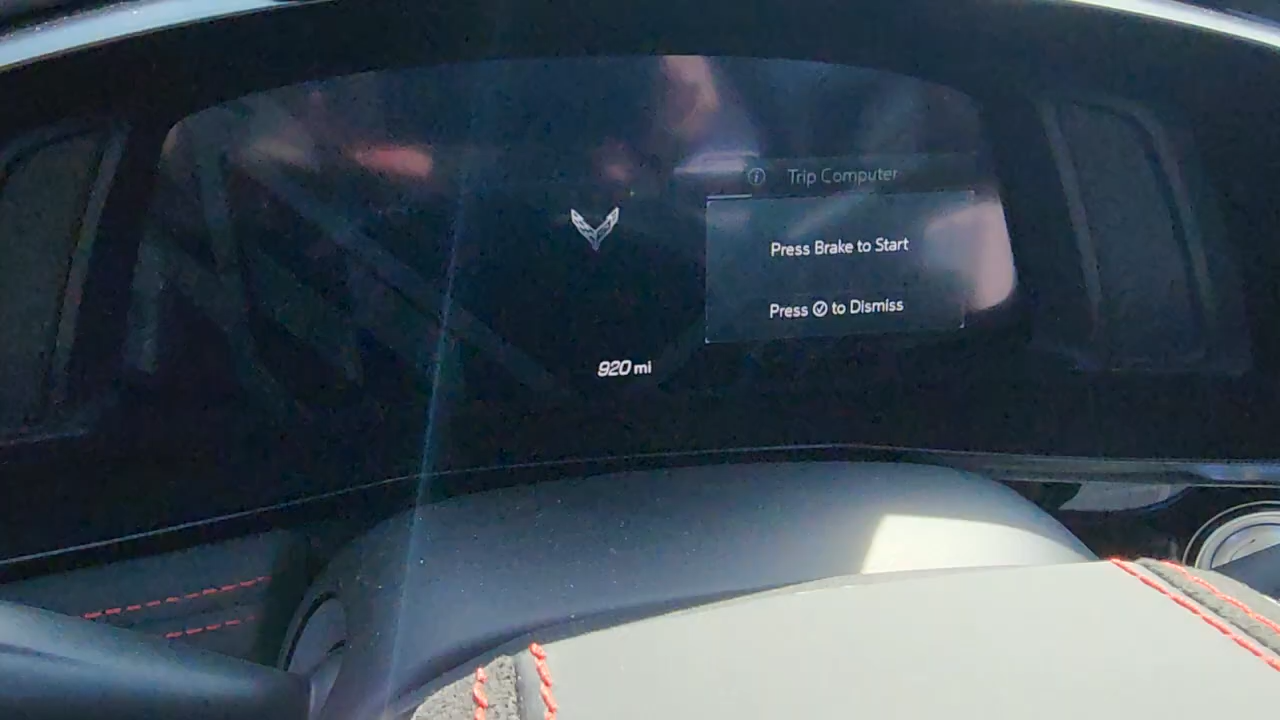 Trip Computer
Press Brake to Start
Press to Dismiss
920 mi